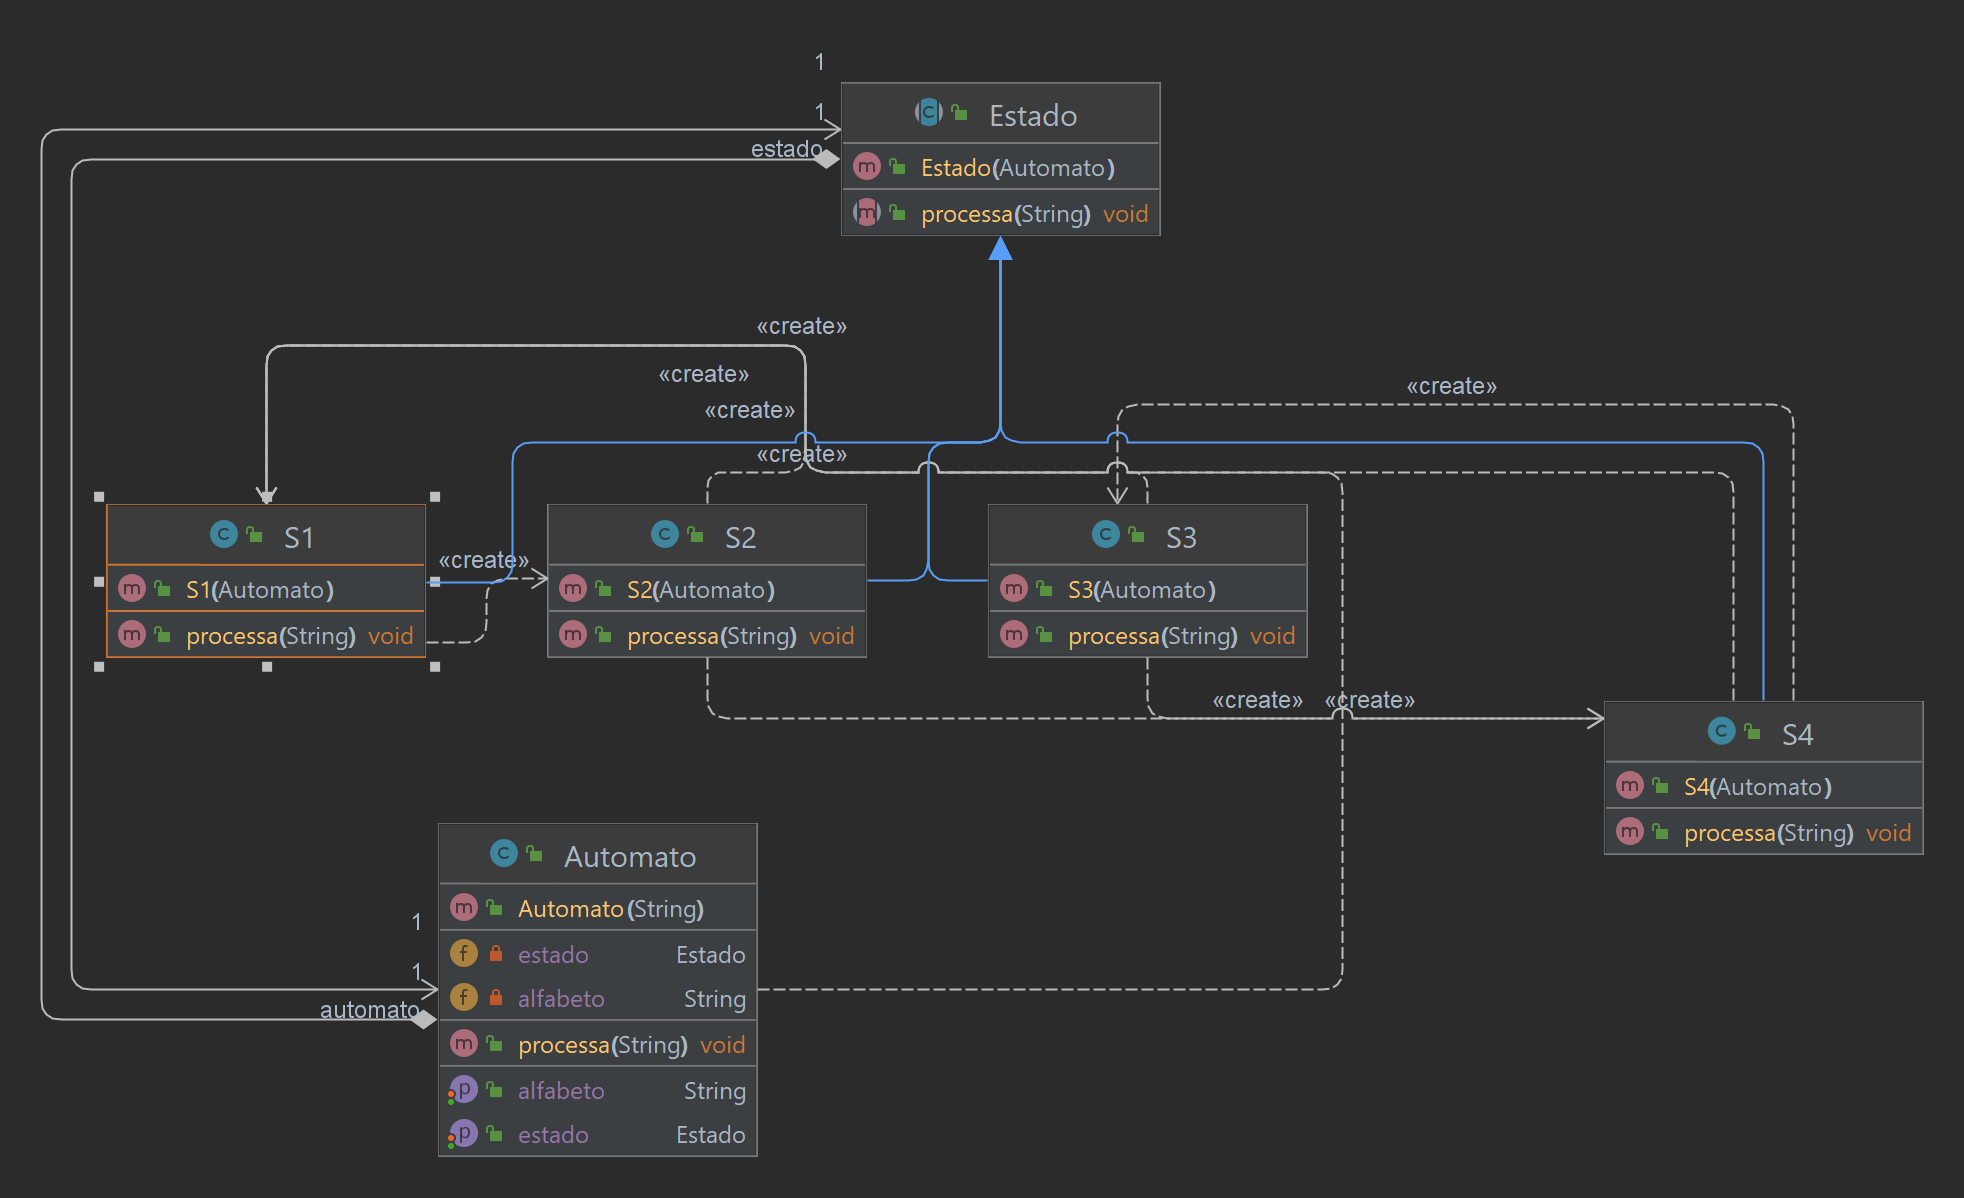 1
1
Estado
estado
Estado(Automato)
processa(String) void
«create»
«create»
«create»
«create»
«create»
S1
S1(Automato)
processa(String) void
«create»
S2
S2(Automato)
processa(String) void
S3
S3(Automato)
processa(String) void
«create» «create»
S4
S4(Automato)
processa(String) void
Automato
1
Automato(String)
estado Estado
1
alfabeto String
automato
processa(String) void
alfabeto String
estado Estado